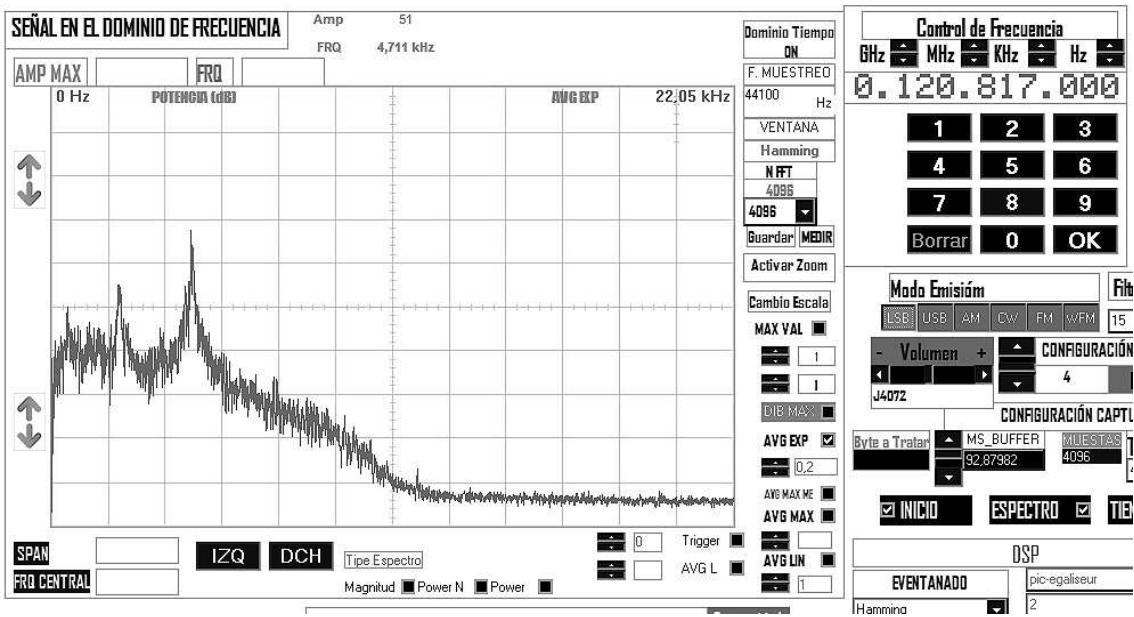 SEÑAL EN EL DOMINIO DE FRECUENCIA
Amp 51
FRQ 4,711 kHz
AMP MAX FRQ
0 Hz POTENCIA (dB) AVG EXP 22,05 kHz
Dominio Tiempo
ON
F. MUESTREO
44100 Hz
VENTANA
Hamming
N FFT
4096
4096
Guardar MEDIR
Activar Zoom
Cambio Escala
MAX VAL
1
1
DIB MAX
AVG EXP
0,2
AVG MAX ME
AVG MAX
AVG LIN
1
SPAN
FRQ CENTRAL
IZQ DCH
Tipe Espectro
Magnitud Power N Power
0 Trigger
AVG L
Control de Frecuencia
GHz MHz KHz Hz
0.120.817.000
1 2 3
4 5 6
7 8 9
Borrar 0 OK
Modo Emisióm
LSB USB AM CW FM WFM
15
- Volumen +
J4072
CONFIGURACIÓN
4
CONFIGURACIÓN CAPTU
Byte a Tratar
MS_BUFFER
92,87982
MUESTAS
4096
INICIO ESPECTRO TIEN
DSP
EVENTANADO
Hamming
pic-egaliseur
2